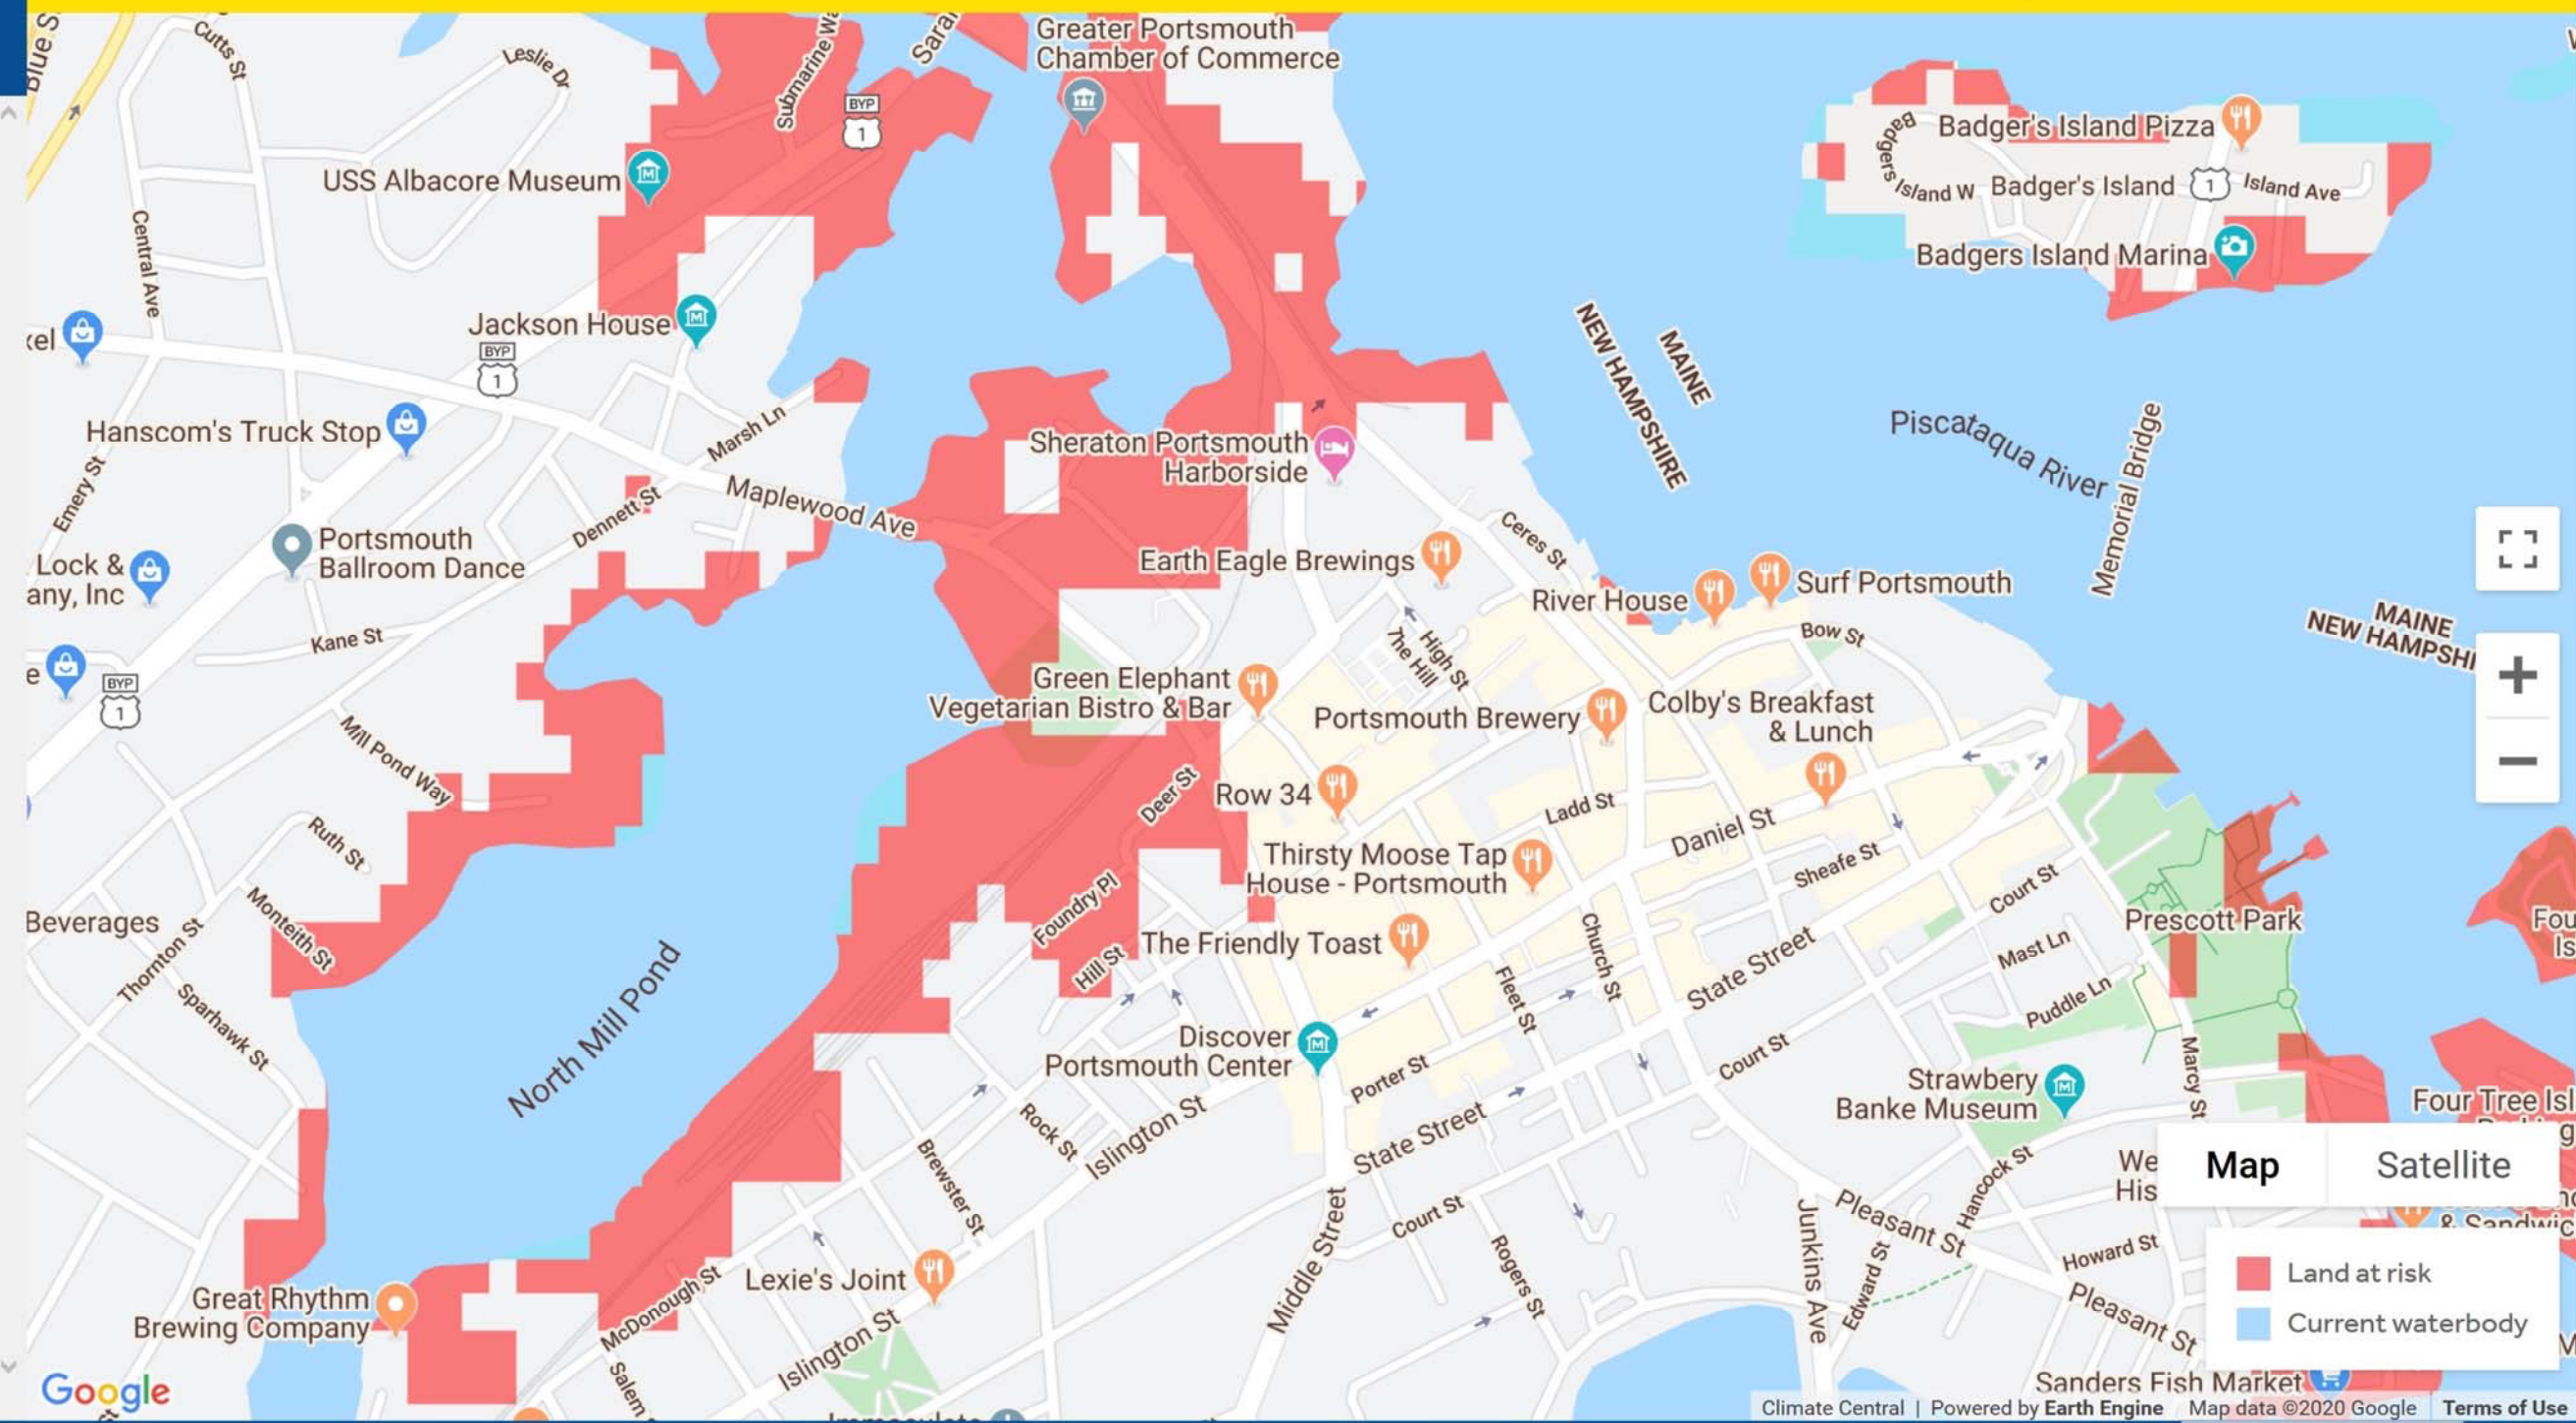 Blue S
Cutts St
Leslie Dr
Submarine Wa
Sara
Greater Portsmouth
Chamber of Commerce
BYP
1
USS Albacore Museum
Badgers Island W
Badger's Island Pizza
Badger's Island
1
Island Ave
Badgers Island Marina
Central Ave
Jackson House
BYP
1
NEW HAMPSHIRE
MAINE
Hanscom's Truck Stop
Marsh Ln
Sheraton Portsmouth
Harborside
Piscataqua River
Memorial Bridge
Emery St
Dennett St
Maplewood Ave
Portsmouth
Ballroom Dance
Lock &
any, Inc
Earth Eagle Brewings
Ceres St
River House
Surf Portsmouth
MAINE
NEW HAMPSHI
Kane St
BYP
1
High St
The Hill
Bow St
Green Elephant
Vegetarian Bistro & Bar
Portsmouth Brewery
Colby's Breakfast
& Lunch
Mill Pond Way
Deer St
Row 34
Ladd St
Daniel St
Ruth St
Thirsty Moose Tap
House - Portsmouth
Sheafe St
Court St
Beverages
Thornton St
Monteith St
Foundry Pl
Hill St
The Friendly Toast
Church St
Fleet St
State Street
Mast Ln
Prescott Park
Fou
Is
Sparhawk St
North Mill Pond
Puddle Ln
Discover
Portsmouth Center
Porter St
Court St
Marcy St
Strawbery
Banke Museum
Four Tree Isl
Rock St
Islington St
Brewster St
State Street
Hancock St
We
His
Map
Satellite
& Sandwic
Middle Street
Court St
Rogers St
Junkins Ave
Pleasant St
Edward St
Howard St
Pleasant St
Great Rhythm
Brewing Company
McDonough St
Lexie's Joint
Islington St
Salem
Land at risk
Current waterbody
Sanders Fish Market
Google
Climate Central | Powered by Earth Engine
Map data ©2020 Google
Terms of Use